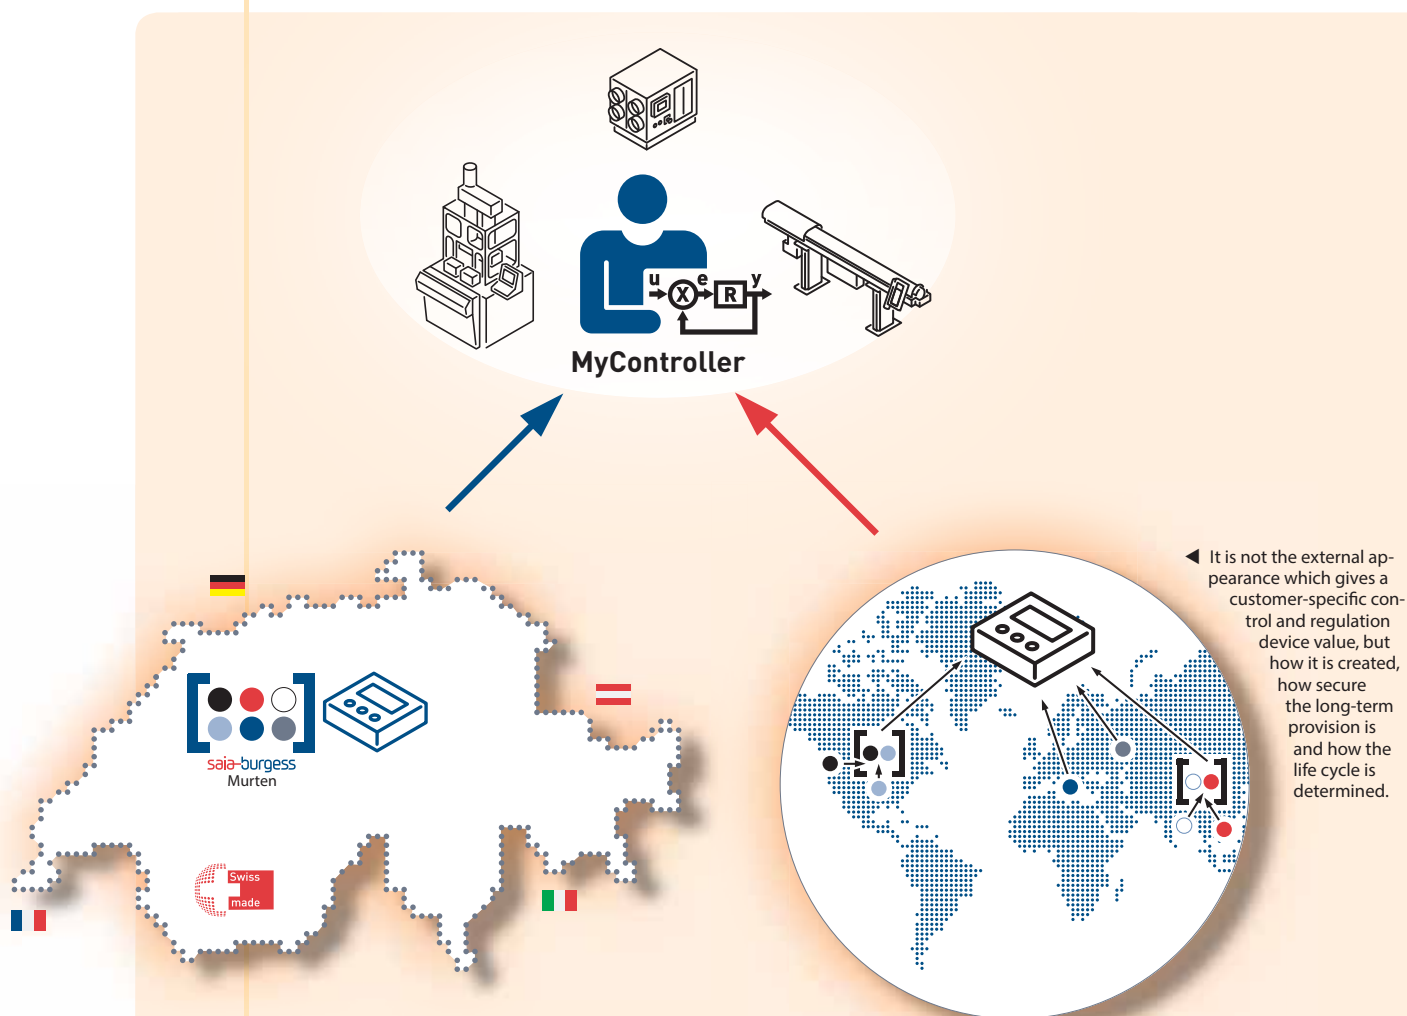 u e y
X R
MyController
◄ It is not the external ap-
pearance which gives a
customer-specific con-
trol and regulation
device value, but
how it is created,
how secure
the long-term
provision is
and how the
life cycle is
determined.
saia-burgess
Murten
Swiss
made